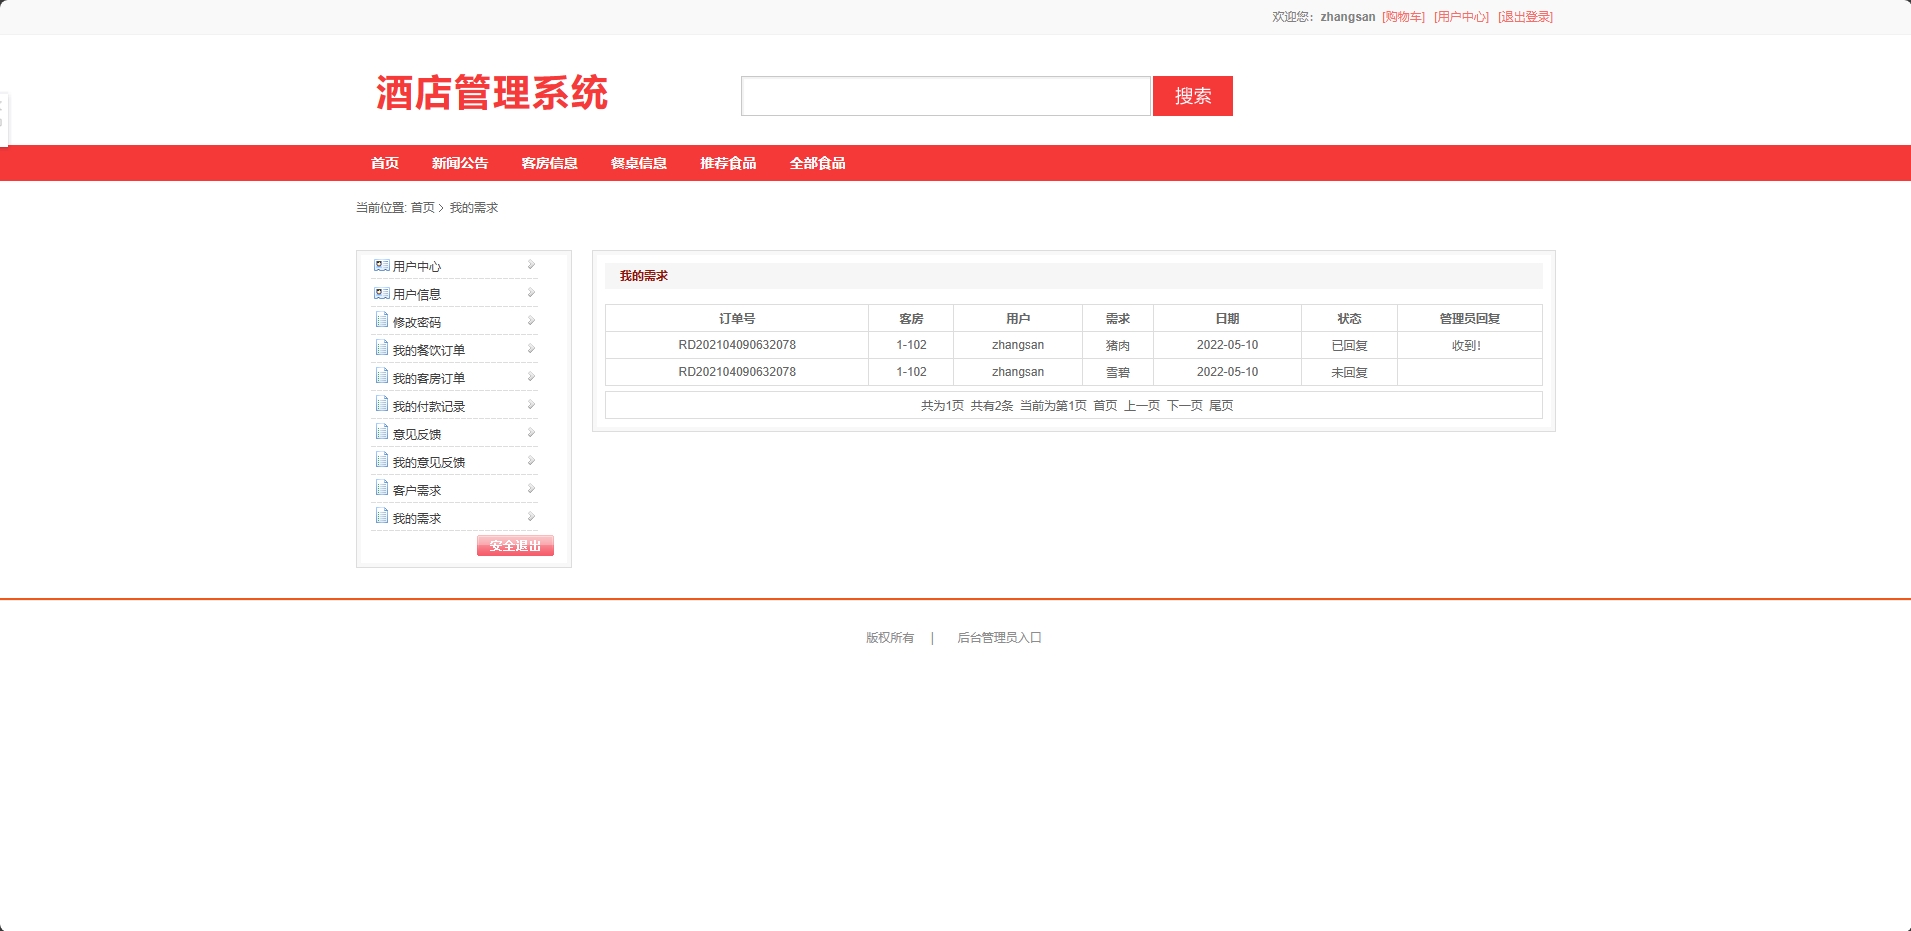 欢迎您：zhangsan [购物车] [用户中心] [退出登录]
酒店管理系统
搜索
首页 新闻公告 客房信息 餐桌信息 推荐食品 全部食品
当前位置: 首页 > 我的需求
用户中心
用户信息
修改密码
我的餐饮订单
我的客房订单
我的付款记录
意见反馈
我的意见反馈
客户需求
我的需求
安全退出
我的需求
订单号 客房 用户 需求 日期 状态 管理员回复
RD202104090632078 1-102 zhangsan 猪肉 2022-05-10 已回复 收到！
RD202104090632078 1-102 zhangsan 雪碧 2022-05-10 未回复
共为1页 共有2条 当前为第1页 首页 上一页 下一页 尾页
版权所有 | 后台管理员入口